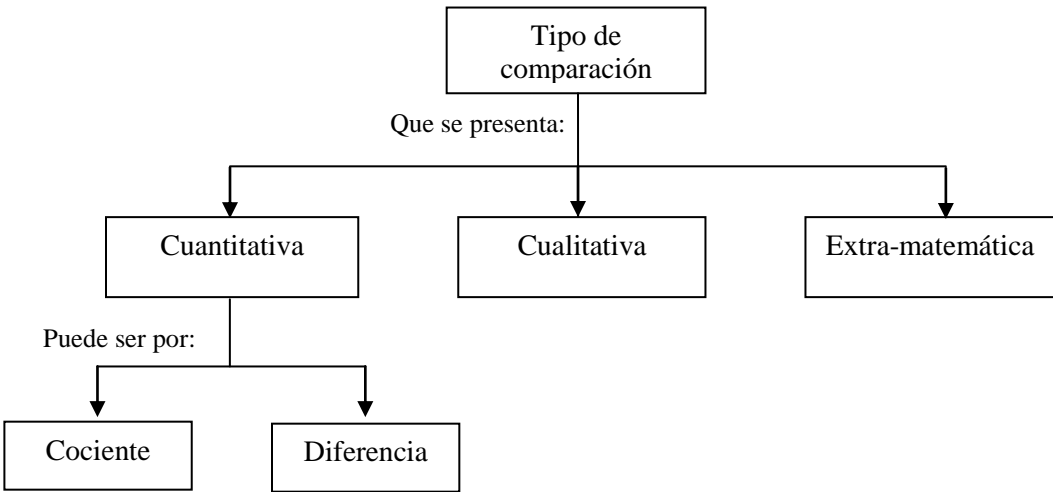 Tipo de
comparación
Que se presenta:
Cuantitativa
Cualitativa
Extra-matemática
Puede ser por:
Cociente
Diferencia